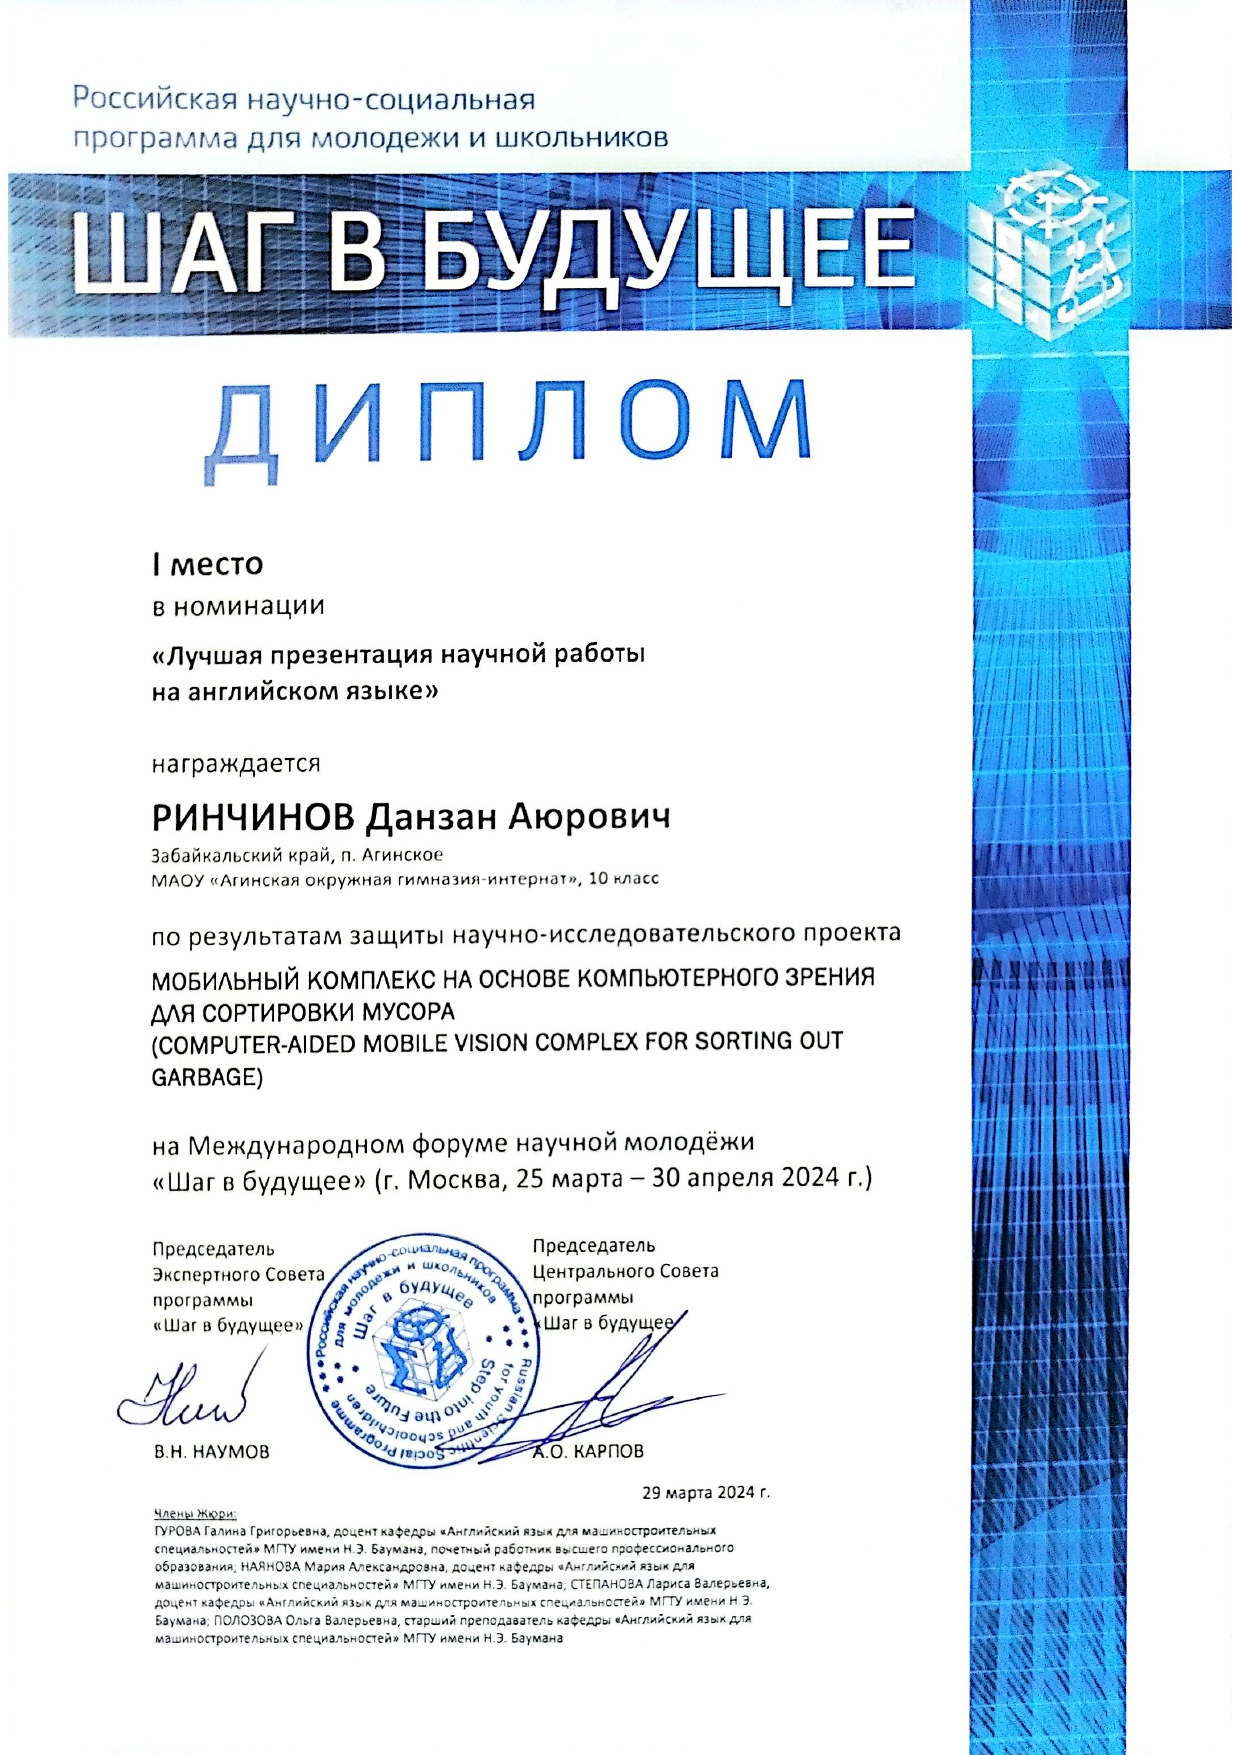 Российская научно-социальная
программа для молодежи и школьников
ШАГ В БУДУЩЕЕ
ДИПЛОМ
I место
в номинации
«Лучшая презентация научной работы
на английском языке»
награждается
РИНЧИНОВ Данзан Аюрович
Забайкальский край, п. Агинское
МАОУ «Агинская окружная гимназия-интернат», 10 класс
по результатам защиты научно-исследовательского проекта
МОБИЛЬНЫЙ КОМПЛЕКС НА ОСНОВЕ КОМПЬЮТЕРНОГО ЗРЕНИЯ
ДЛЯ СОРТИРОВКИ МУСОРА
(COMPUTER-AIDED MOBILE VISION COMPLEX FOR SORTING OUT
GARBAGE)
на Международном форуме научной молодёжи
«Шаг в будущее» (г. Москва, 25 марта – 30 апреля 2024 г.)
Председатель
Экспертного Совета
программы
«Шаг в будущее»
В.Н. НАУМОВ
Российская научно-социальная программа
для молодежи и школьников
Шаг в будущее
Step into the Future
for youth and schoolchildren
Russian Scientific Social Programme
Председатель
Центрального Совета
программы
«Шаг в будущее
А.О. КАРПОВ
29 марта 2024 г.
Члены Жюри:
ГУРОВА Галина Григорьевна, доцент кафедры «Английский язык для машиностроительных
специальностей» МГТУ имени Н.Э. Баумана, почетный работник высшего профессионального
образования; НАЯНОВА Мария Александровна, доцент кафедры «Английский язык для
машиностроительных специальностей» МГТУ имени Н.Э. Баумана; СТЕПАНОВА Лариса Валерьевна,
доцент кафедры «Английский язык для машиностроительных специальностей» МГТУ имени Н.Э.
Баумана; ПОЛОЗОВА Ольга Валерьевна, старший преподаватель кафедры «Английский язык для
машиностроительных специальностей» МГТУ имени Н.Э. Баумана